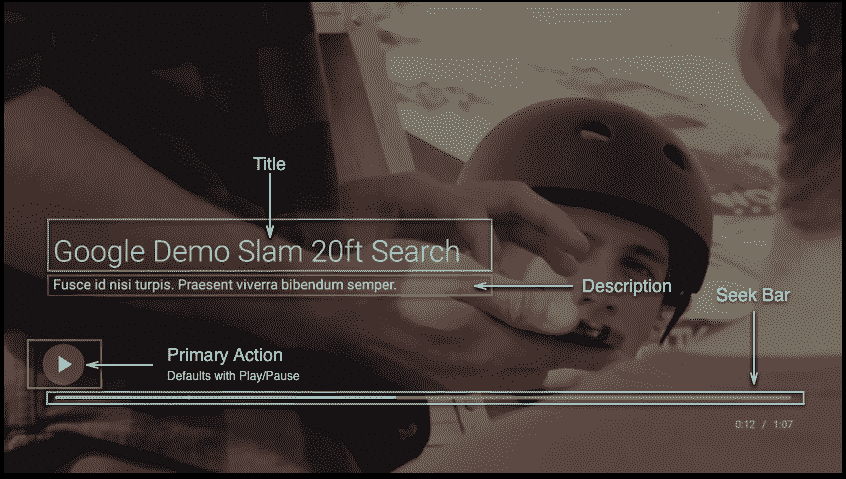 Title
Google Demo Slam 20ft Search
Fusce id nisi turpis. Praesent viverra bibendum semper.
Description
Seek Bar
Primary Action
Defaults with Play/Pause
0:12 / 1:07